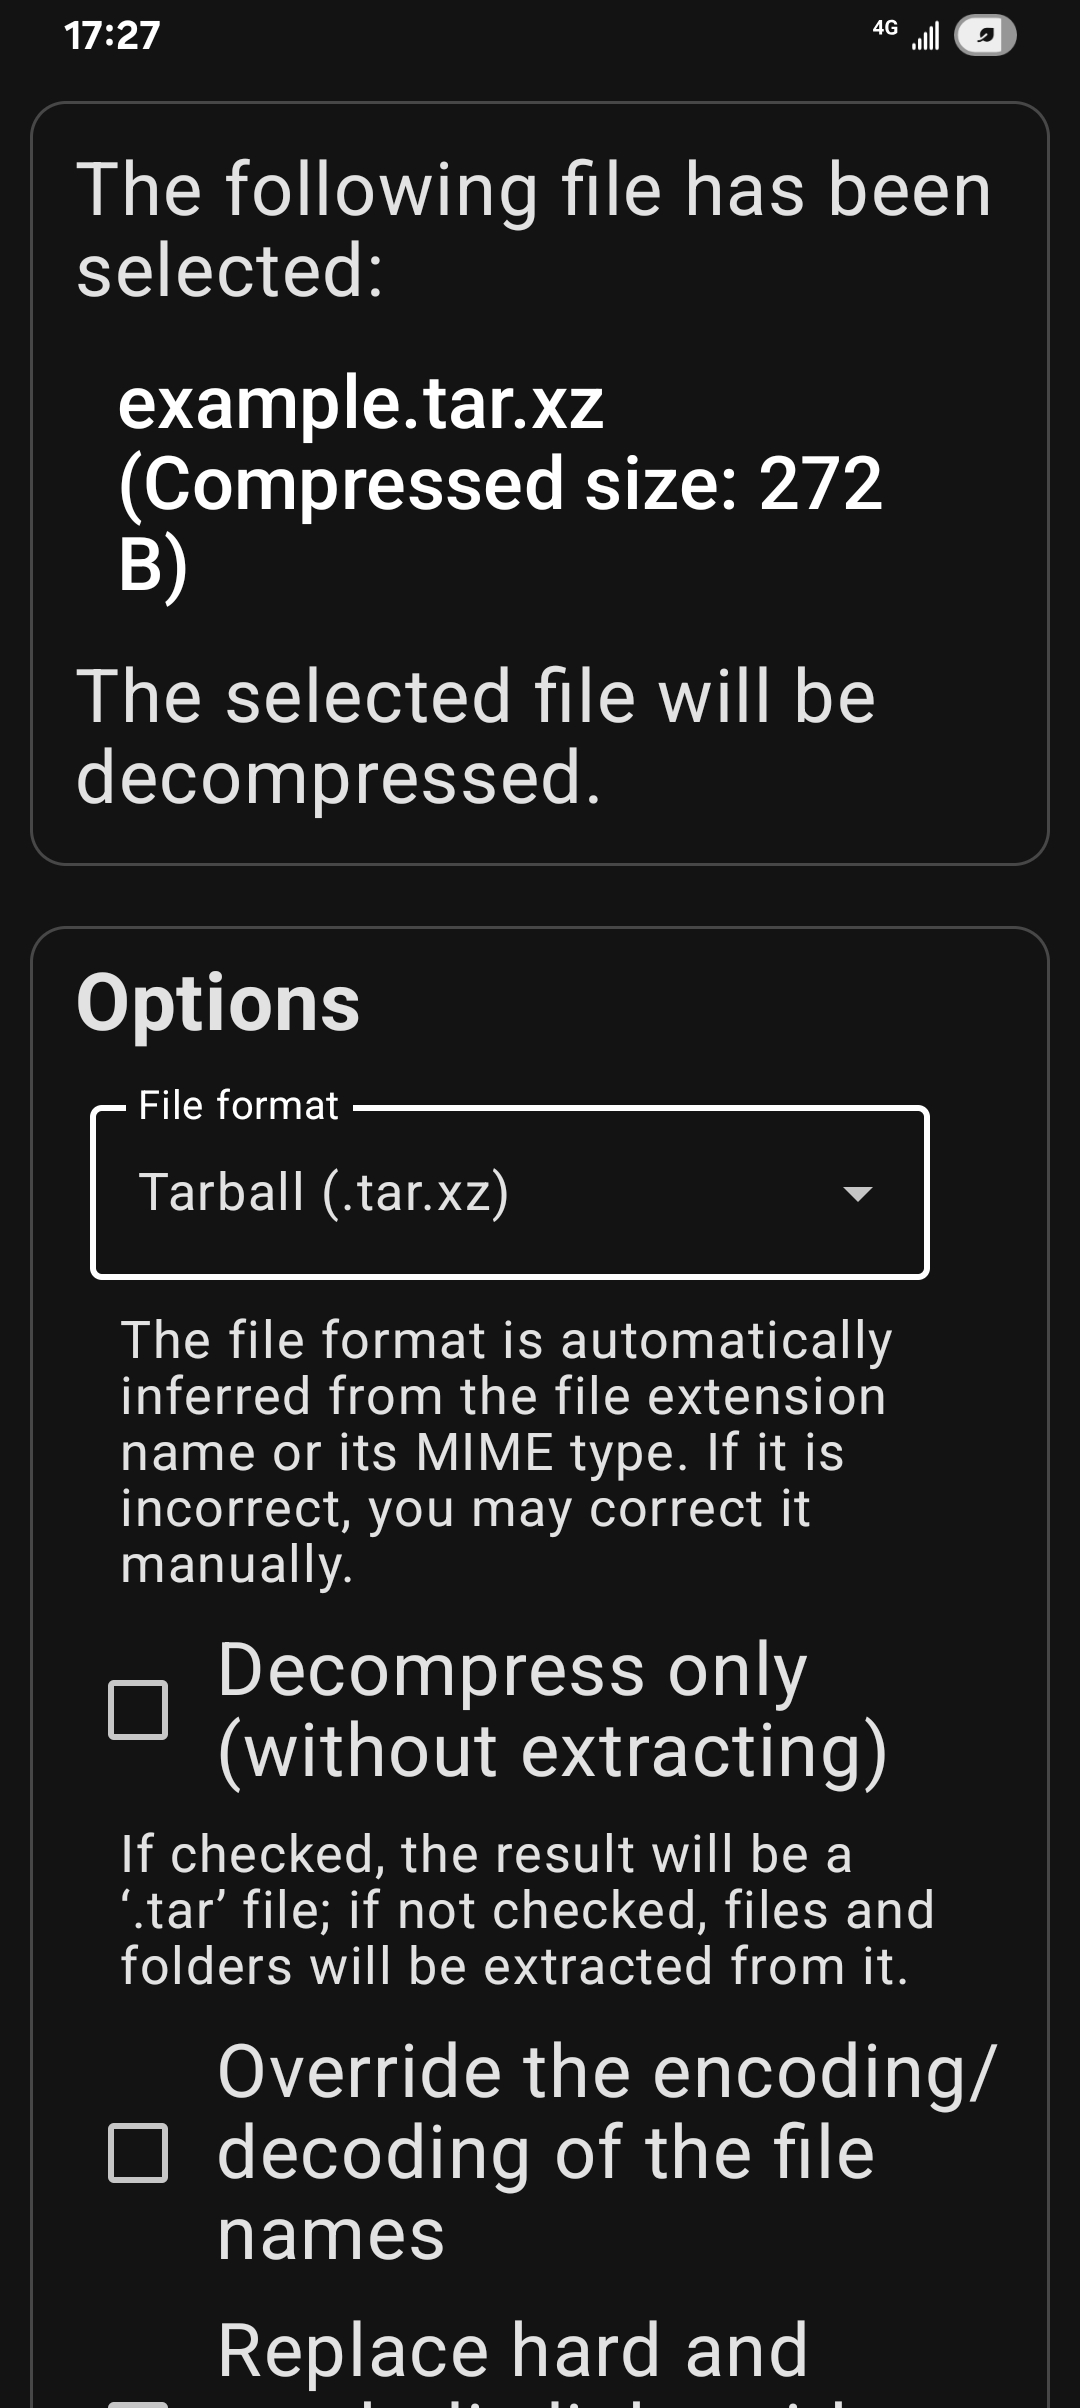 17:27
4G
The following file has been
selected:
example.tar.xz
(Compressed size: 272
B)
The selected file will be
decompressed.
Options
File format
Tarball (.tar.xz)
The file format is automatically
inferred from the file extension
name or its MIME type. If it is
incorrect, you may correct it
manually.
Decompress only
(without extracting)
If checked, the result will be a
‘.tar’ file; if not checked, files and
folders will be extracted from it.
Override the encoding/
decoding of the file
names
Replace hard and